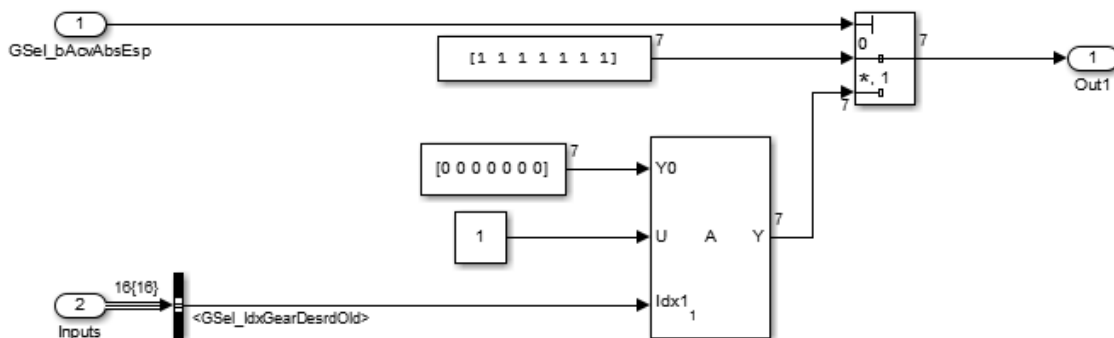 1
GSel_bAcvAbsEsp
7
[1 1 1 1 1 1 1]
0
*, 1
7
7
1
Out1
7
[0 0 0 0 0 0 0]
Y0
1
U A Y
7
16{16}
2
Inputs
<GSel_IdxGearDesrdOld>
Idx1
1